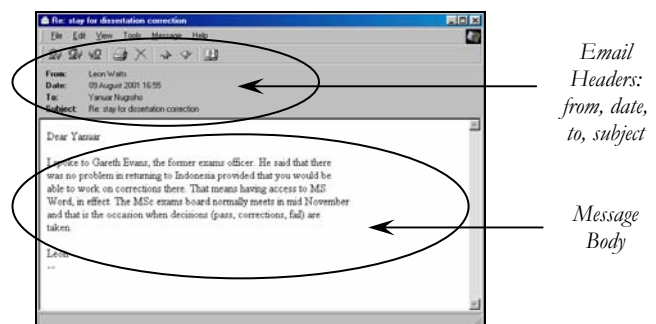 Re: stay for dissertation correction
File Edit View Tools Message Help
From: Leon Watts
Date: 09 August 2001 16:55
To: Yanuar Nugroho
Subject: Re: stay for dissertation correction
Dear Yanuar
I spoke to Gareth Evans, the former exams officer. He said that there
was no problem in returning to Indonesia provided that you would be
able to work on corrections there. That means having access to MS
Word, in effect. The MSc exams board normally meets in mid November
and that is the occasion when decisions (pass, corrections, fail) are
taken.
Leon
--
Email
Headers:
from, date,
to, subject
Message
Body